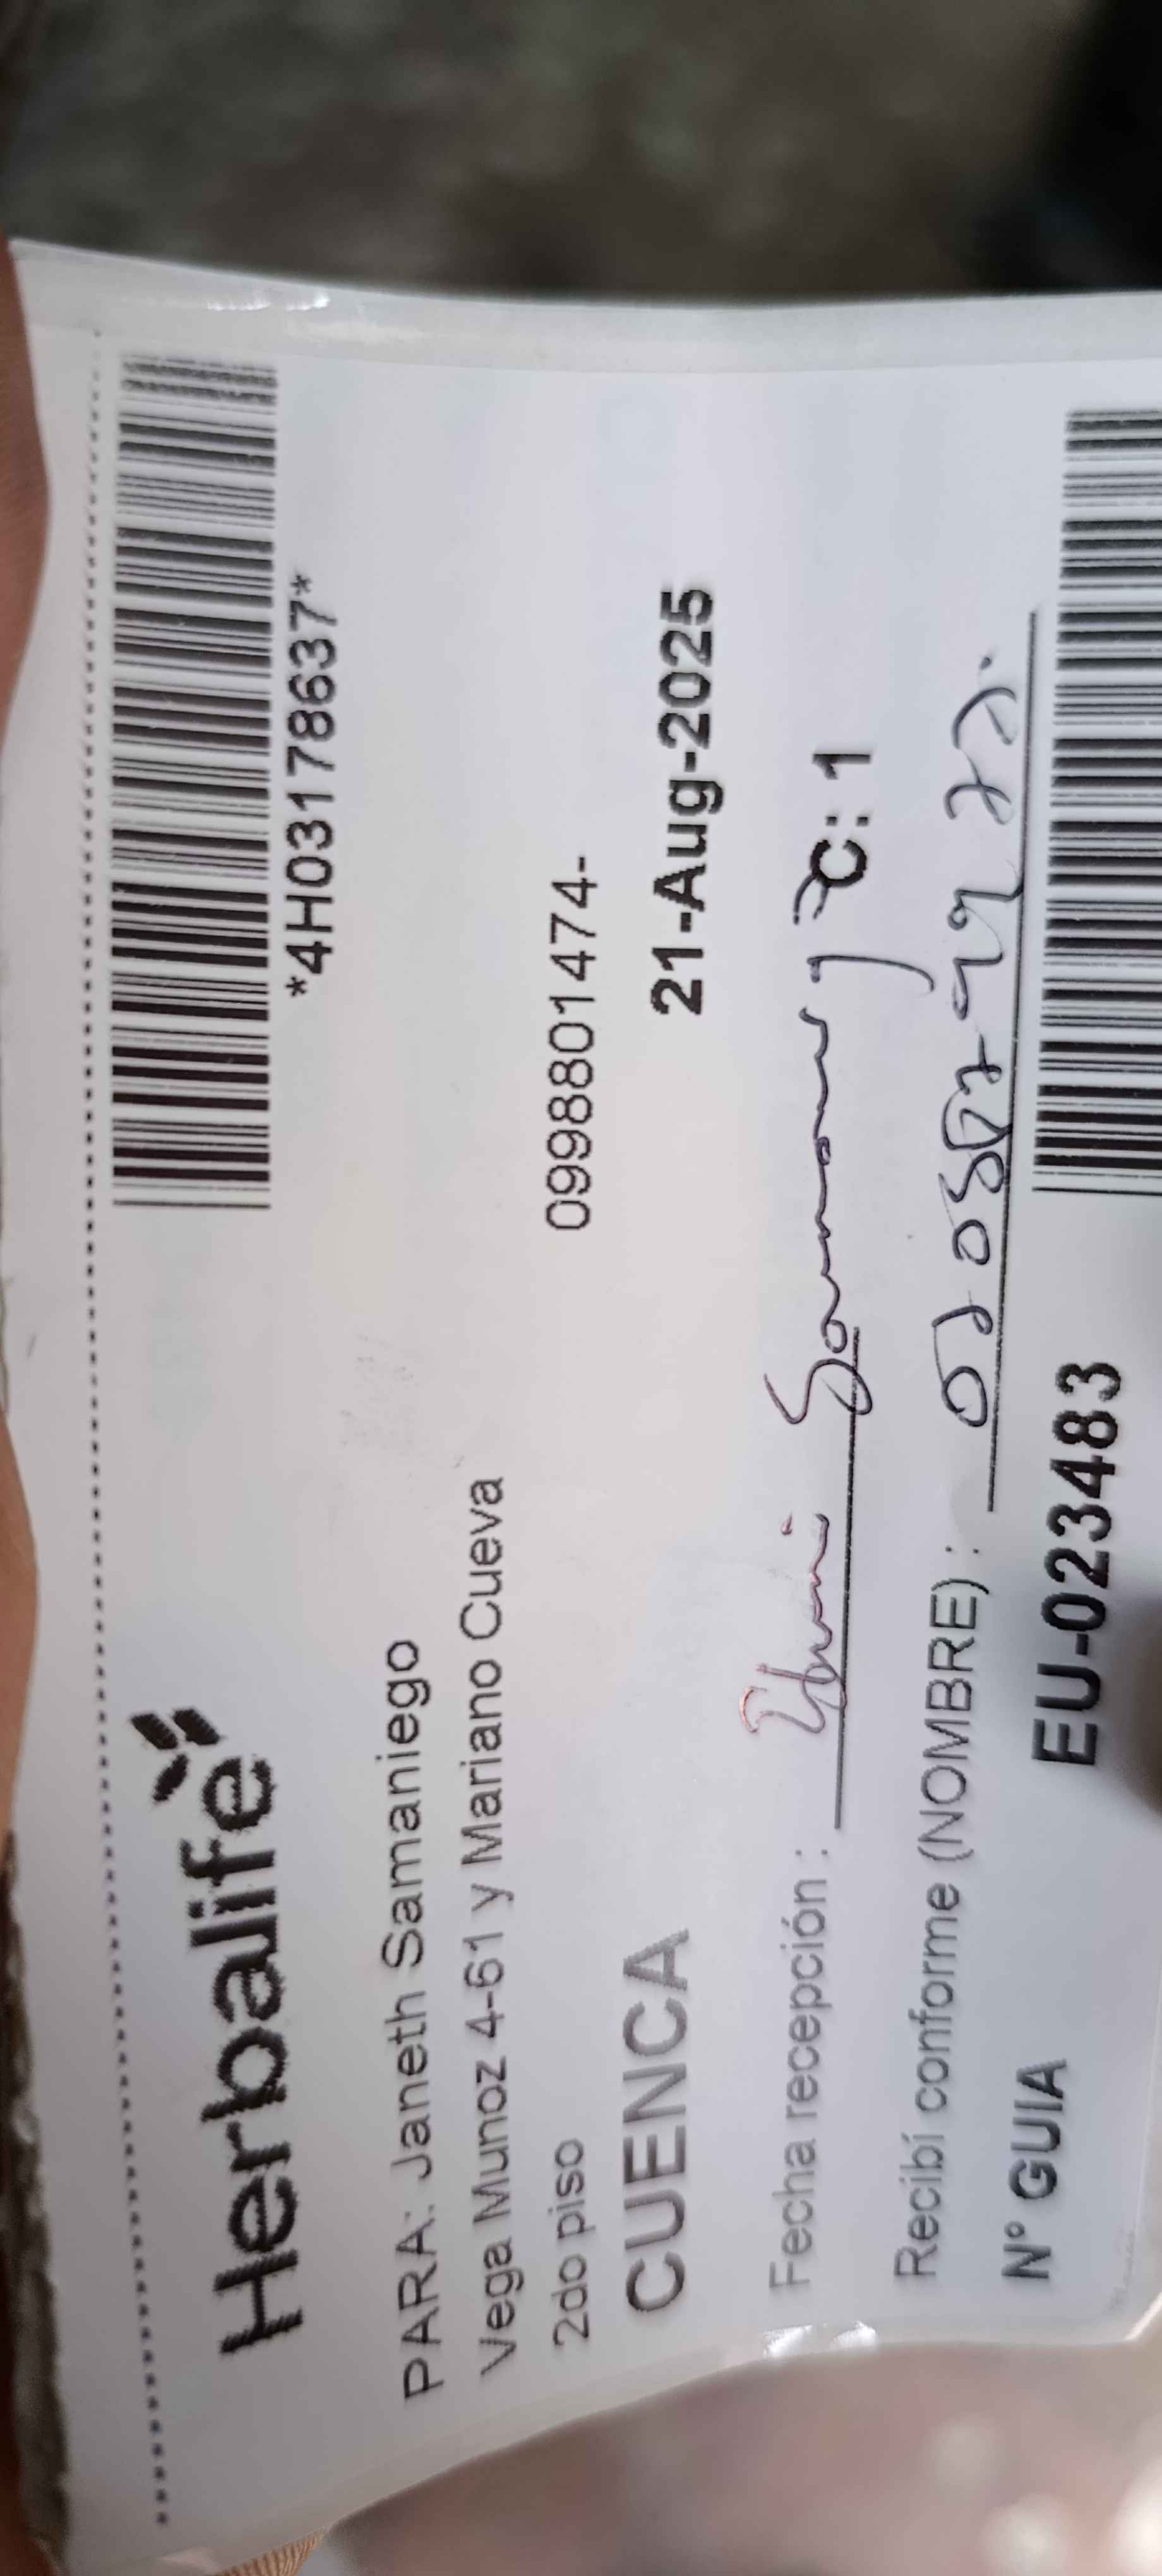 Herbalife
*4H03178637*
PARA: Janeth Samaniego
Vega Munoz 4-61 y Mariano Cueva
2do piso
0998801474-
CUENCA
21-Aug-2025
Fecha recepción :
C: 1
Recibí conforme (NOMBRE) :
N° GUIA
EU-023483